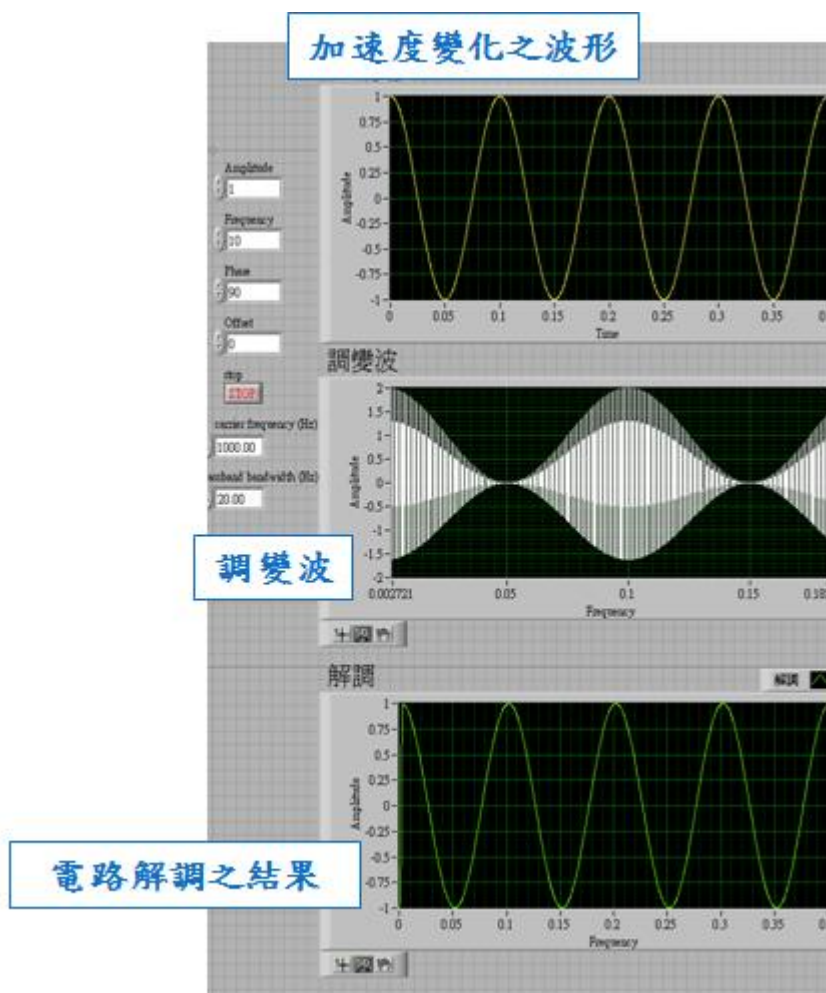 加速度變化之波形
Amplitude
1
Frequency
10
Phase
90
Offset
0
stop
STOP
carrier frequency (Hz)
1000.00
bandwidth (Hz)
20.00
1
0.75
0.5
0.25
0
-0.25
-0.5
-0.75
-1
Amplitude
0 0.05 0.1 0.15 0.2 0.25 0.3 0.35
Time
調變波
2
1.5
1
0.5
0
-0.5
-1
-1.5
-2
Amplitude
0.002721 0.05 0.1 0.15
Frequency
調變波
解調
解調
1
0.75
0.5
0.25
0
-0.25
-0.5
-0.75
-1
Amplitude
0 0.05 0.1 0.15 0.2 0.25 0.3 0.35
Frequency
電路解調之結果